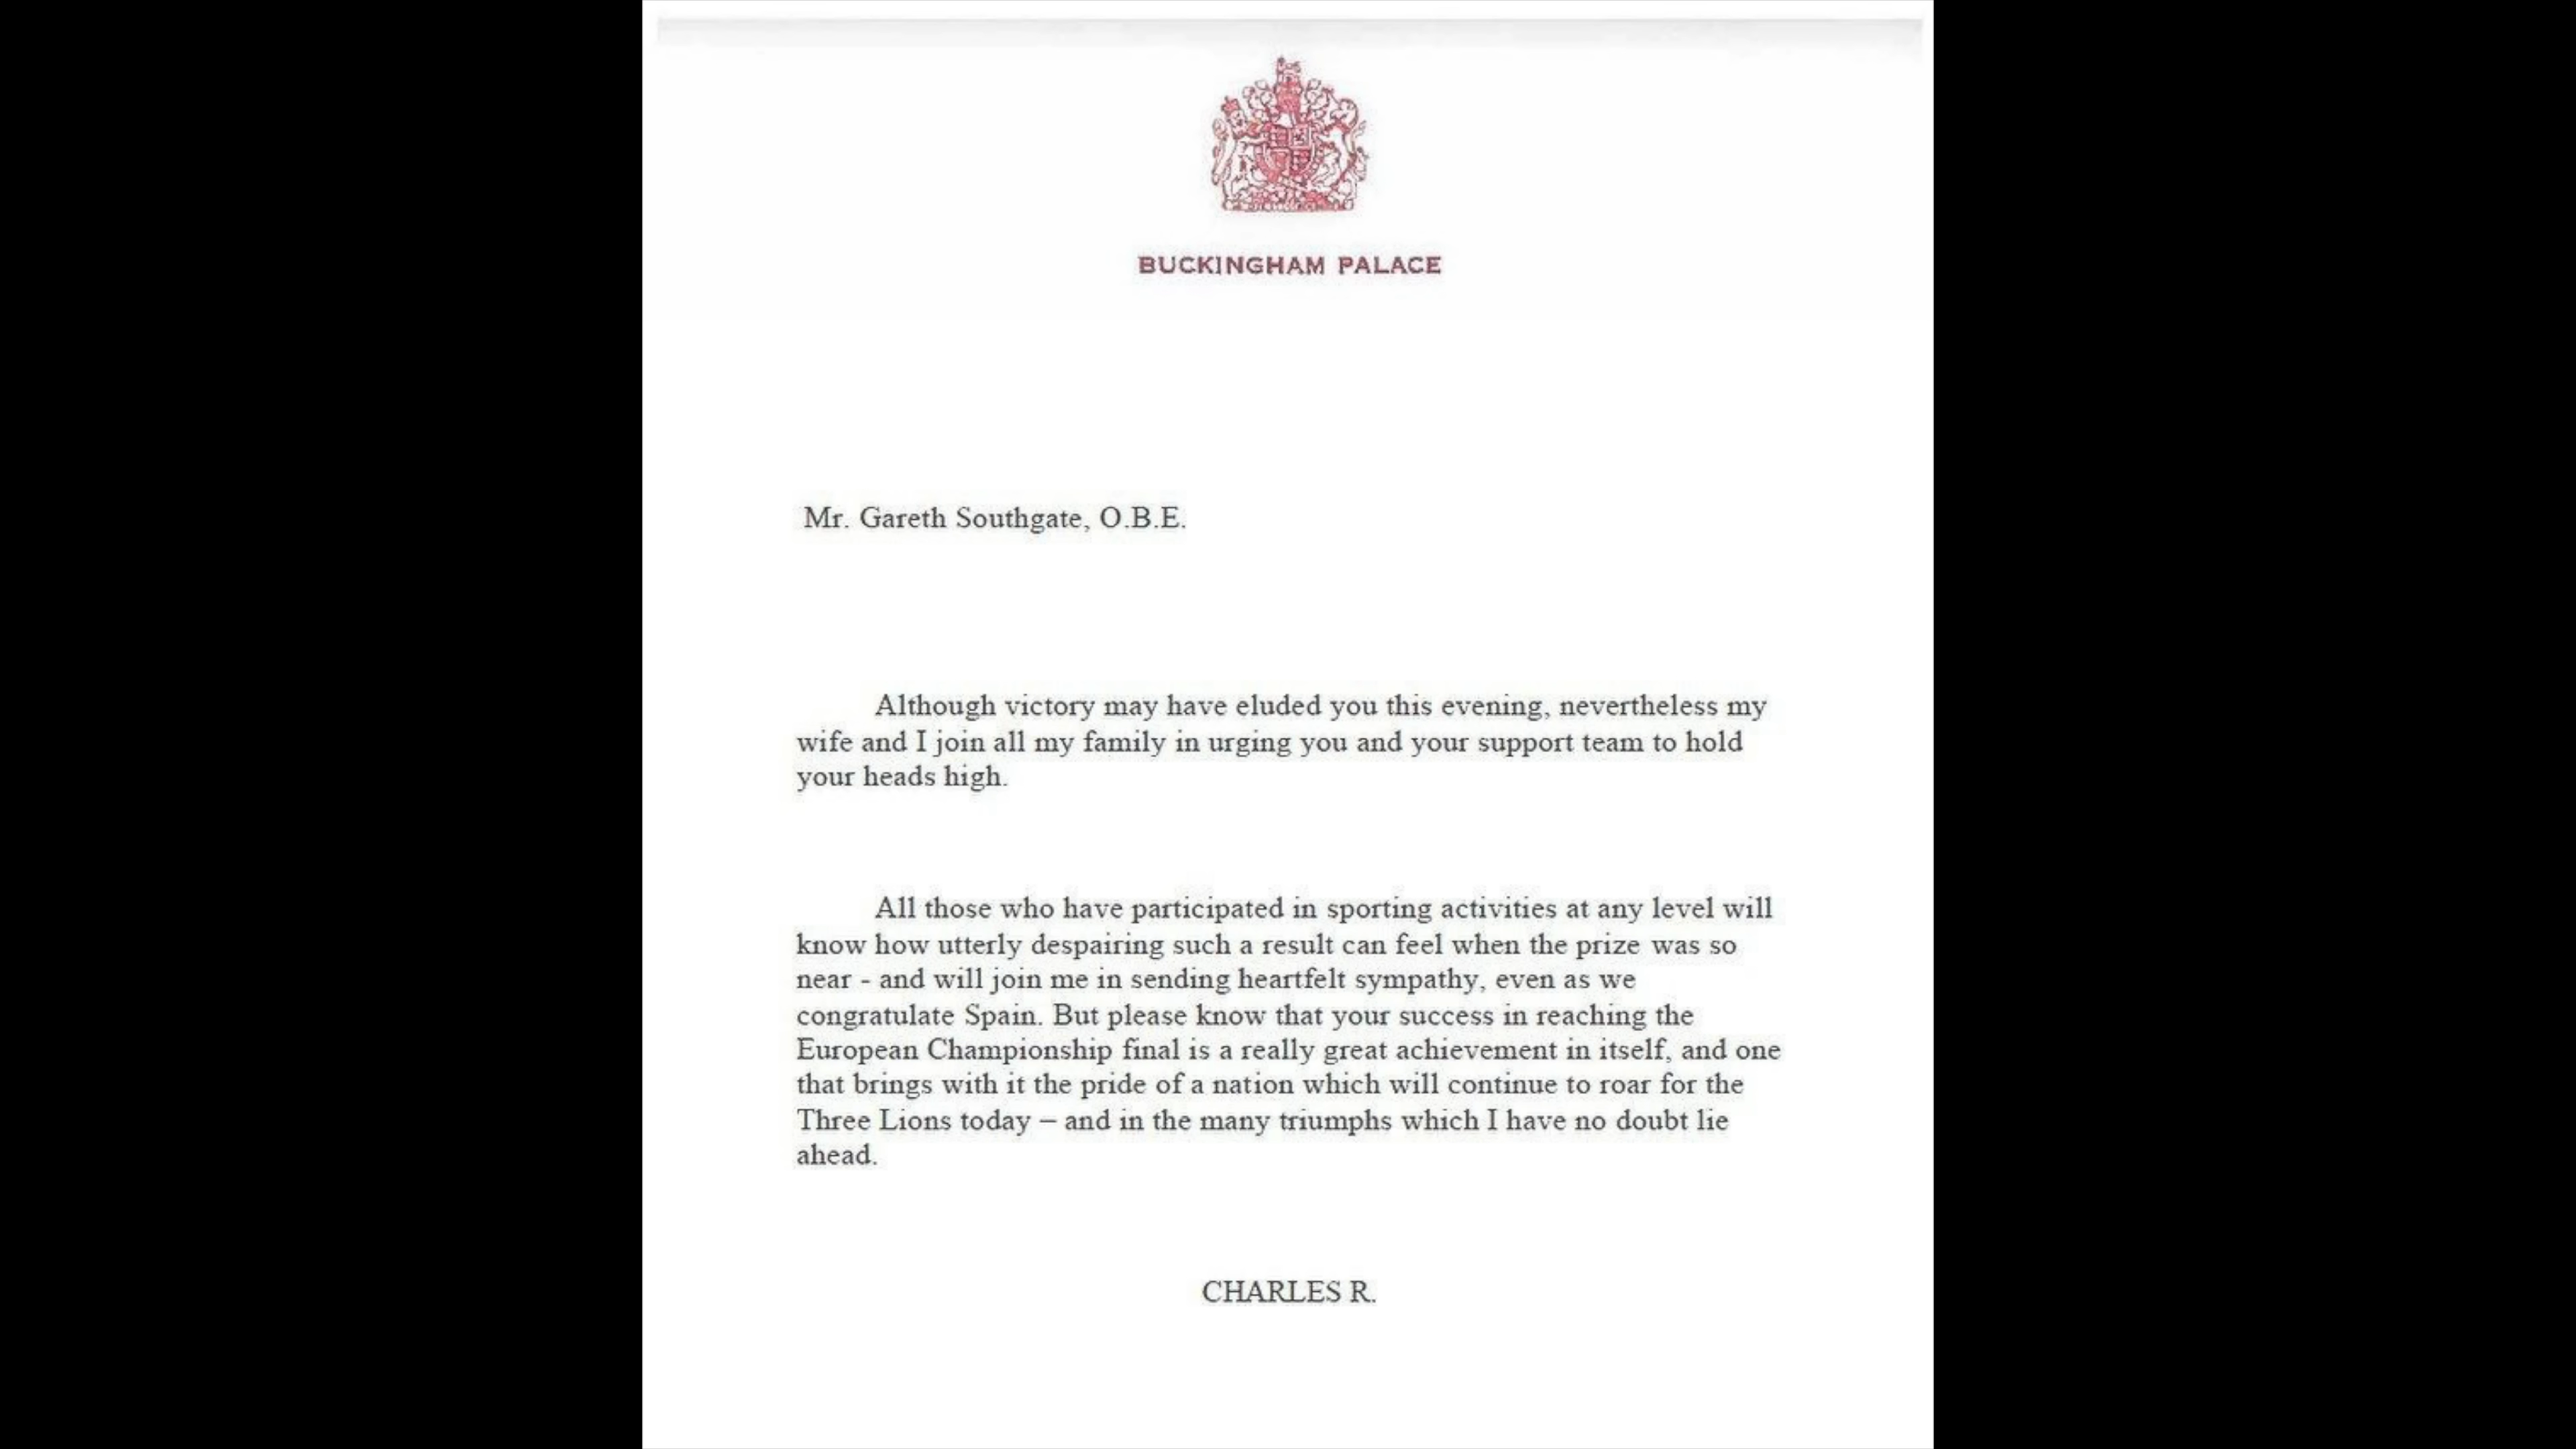 BUCKINGHAM PALACE
Mr. Gareth Southgate, O.B.E.
Although victory may have eluded you this evening, nevertheless my
wife and I join all my family in urging you and your support team to hold
your heads high.
All those who have participated in sporting activities at any level will
know how utterly despairing such a result can feel when the prize was so
near - and will join me in sending heartfelt sympathy, even as we
congratulate Spain. But please know that your success in reaching the
European Championship final is a really great achievement in itself, and one
that brings with it the pride of a nation which will continue to roar for the
Three Lions today – and in the many triumphs which I have no doubt lie
ahead.
CHARLES R.